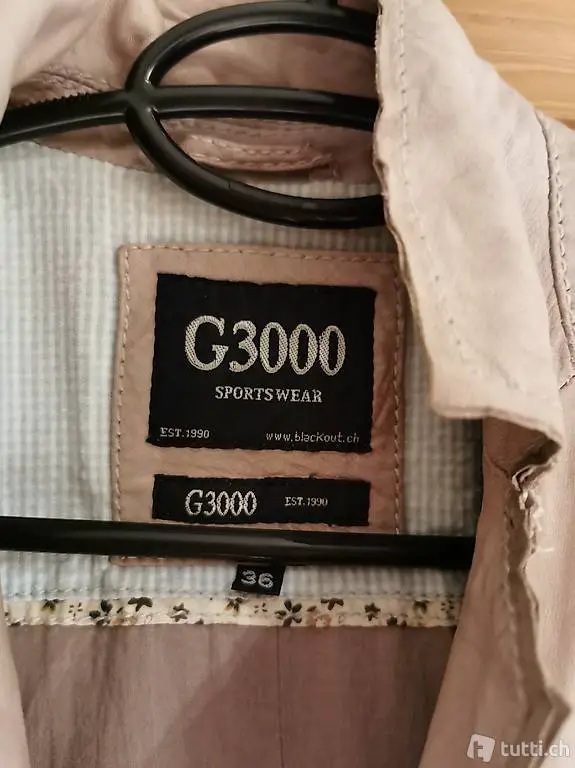 G3000
SPORTSWEAR
EST.1990 www.blackout.ch
G3000 EST.1990
36
tutti.ch